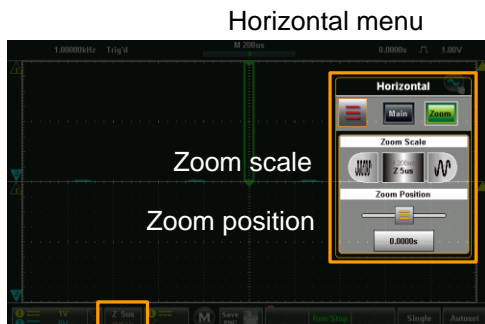 Horizontal menu
1.00000kHz Trig'd M 200us 0.0000s 1.00V
Horizontal
Main Zoom
Zoom Scale
Zoom scale
Z 5us
Zoom Position
Zoom position
0.0000s
1V Z 5us M Save Run/Stop Single Autoset